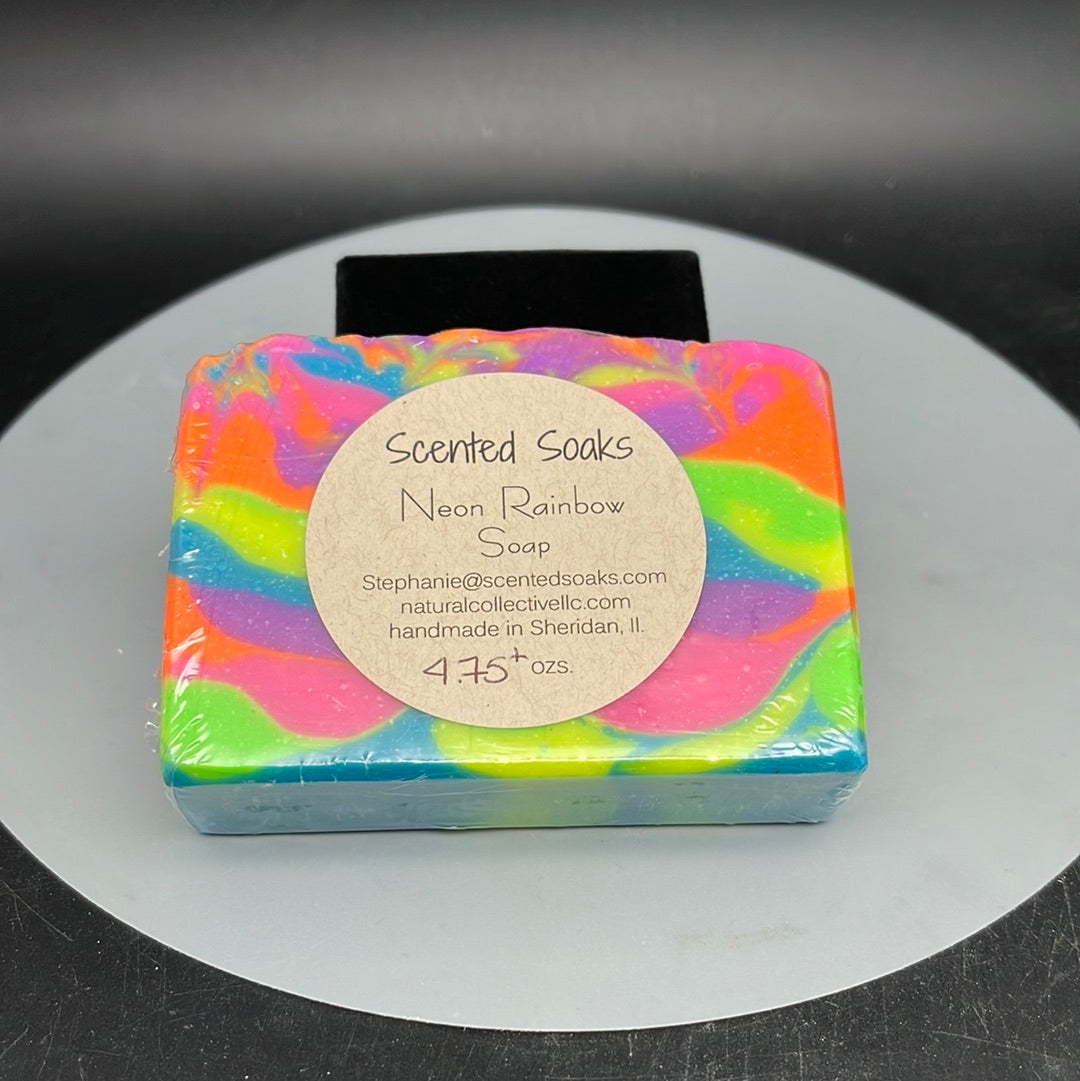 Scented Soaks
Neon Rainbow
Soap
Stephanie@scentedsoaks.com
naturalcollectivellc.com
handmade in Sheridan, Il.
4.75+ ozs.